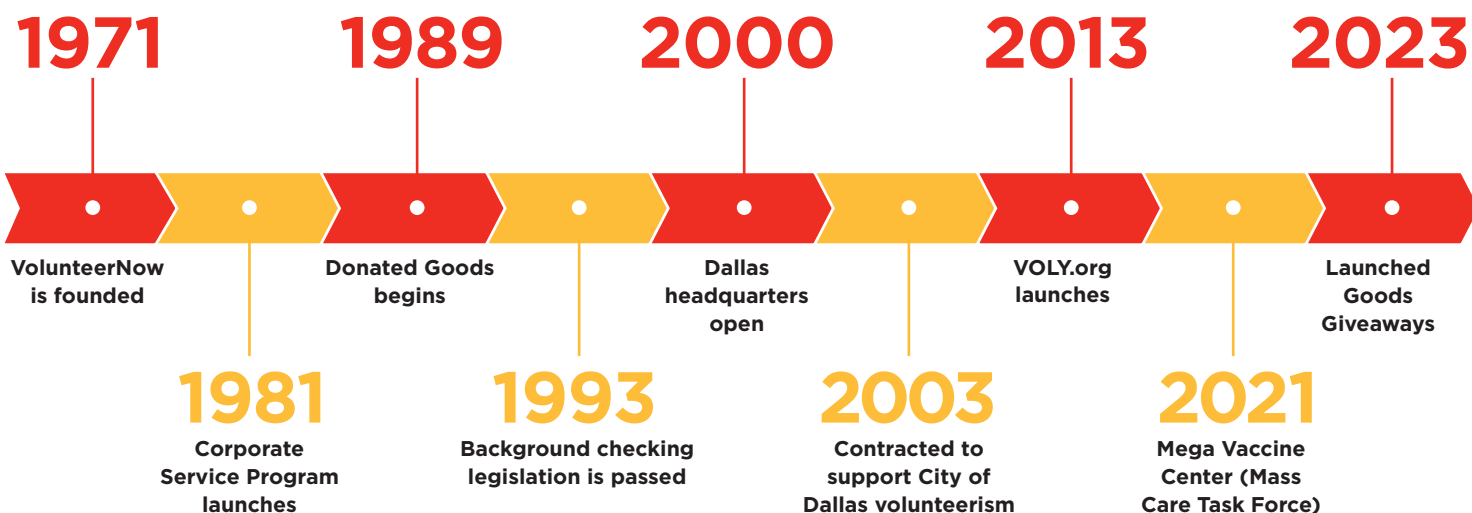 1971
1989
2000
2013
2023
VolunteerNow
is founded
Donated Goods
begins
Dallas
headquarters
open
VOLY.org
launches
Launched
Goods
Giveaways
1981
Corporate
Service Program
launches
1993
Background checking
legislation is passed
2003
Contracted to
support City of
Dallas volunteerism
2021
Mega Vaccine
Center (Mass
Care Task Force)